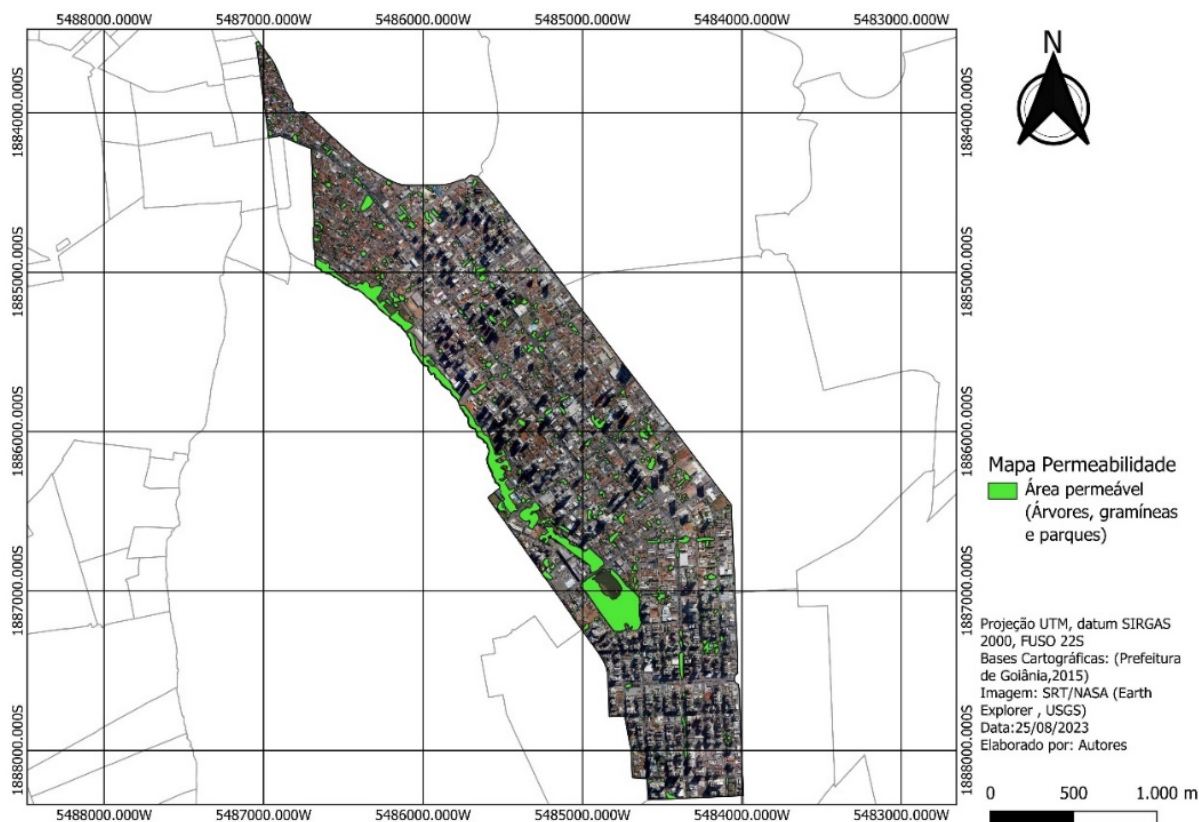 5488000.000W 5487000.000W 5486000.000W 5485000.000W 5484000.000W 5483000.000W
N
1884000.000S 1884000.000S
1885000.000S 1885000.000S
1886000.000S 1886000.000S
1887000.000S 1887000.000S
1888000.000S 1888000.000S
5488000.000W 5487000.000W 5486000.000W 5485000.000W 5484000.000W 5483000.000W
Mapa Permeabilidade
Área permeável
(Árvores, gramíneas
e parques)
Projeção UTM, datum SIRGAS
2000, FUSO 22S
Bases Cartográficas: (Prefeitura
de Goiânia,2015)
Imagem: SRT/NASA (Earth
Explorer , USGS)
Data:25/08/2023
Elaborado por: Autores
0 500 1.000 m